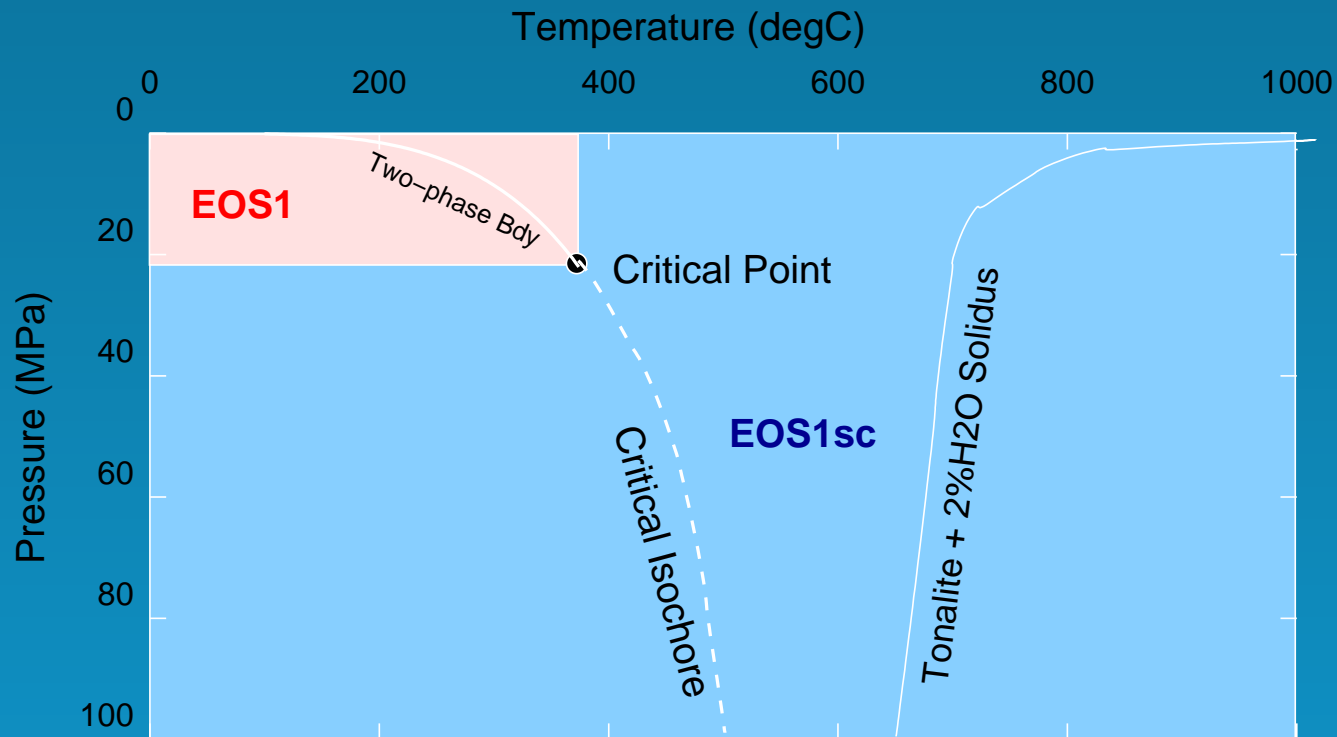 Temperature (degC)
0 200 400 600 800 1000
0
Two−phase Bdy
EOS1
20
Critical Point
Pressure (MPa)
40
Tonalite + 2%H2O Solidus
EOS1sc
60
Critical Isochore
80
100